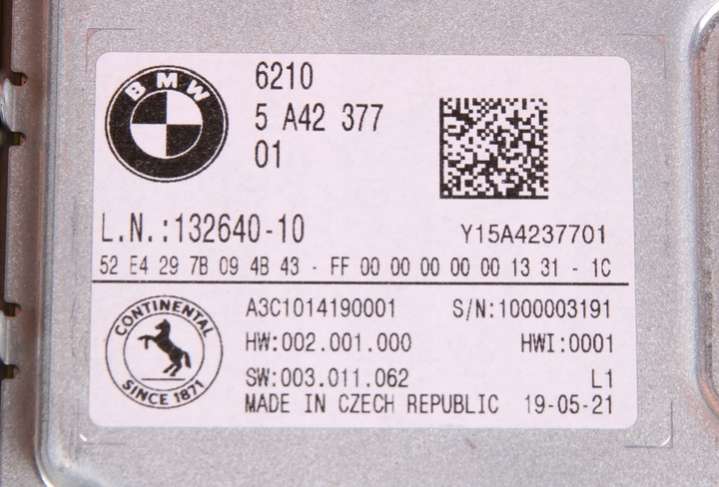 BMW
6210
5 A42 377
01
L.N.:132640-10
Y15A4237701
52 E4 29 7B 09 4B 43 - FF 00 00 00 00 00 13 31 - 1C
CONTINENTAL
SINCE 1871
A3C1014190001 S/N:1000003191
HW:002.001.000 HWI:0001
SW:003.011.062 L1
MADE IN CZECH REPUBLIC 19-05-21